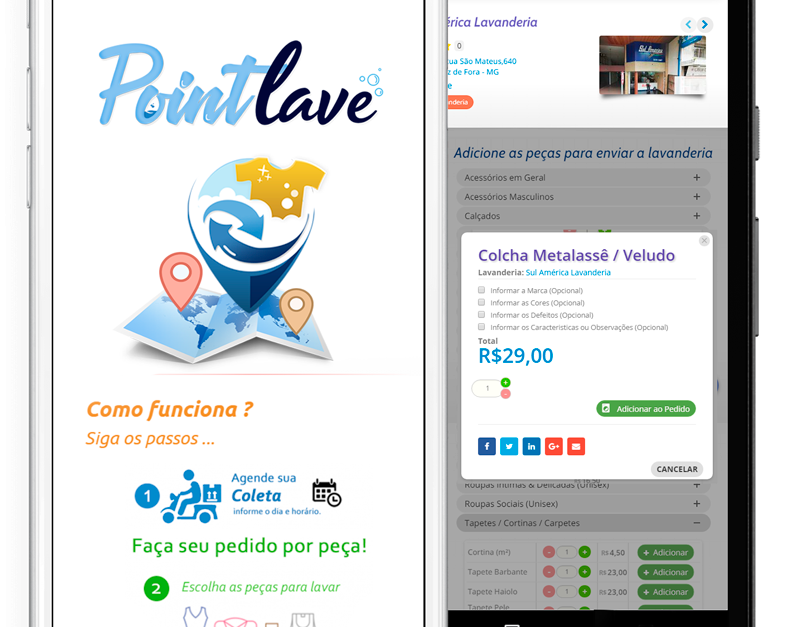 Pointlave
Como funciona ?
Siga os passos ...
1
Agende sua
Coleta
informe o dia e horário.
Faça seu pedido por peça!
2
Escolha as peças para lavar
érica Lavanderia
0
ua São Mateus,640
z de Fora - MG
e
nderia
Adicione as peças para enviar a lavanderia
Acessórios em Geral +
Acessórios Masculinos +
Calçados +
Colcha Metalassê / Veludo
Lavanderia: Sul América Lavanderia
Informar a Marca (Opcional)
Informar as Cores (Opcional)
Informar os Defeitos (Opcional)
Informar os Caracteristicas ou Observações (Opcional)
Total
R$29,00
1
Adicionar ao Pedido
CANCELAR
Roupas Íntimas & Delicadas (Unisex) +
Roupas Sociais (Unisex) +
Tapetes / Cortinas / Carpetes −
Cortina (m²) - 1 + R$ 4,50 + Adicionar
Tapete Barbante - 1 + R$ 23,00 + Adicionar
Tapete Haiolo - 1 + R$ 23,00 + Adicionar
Tapete Pele